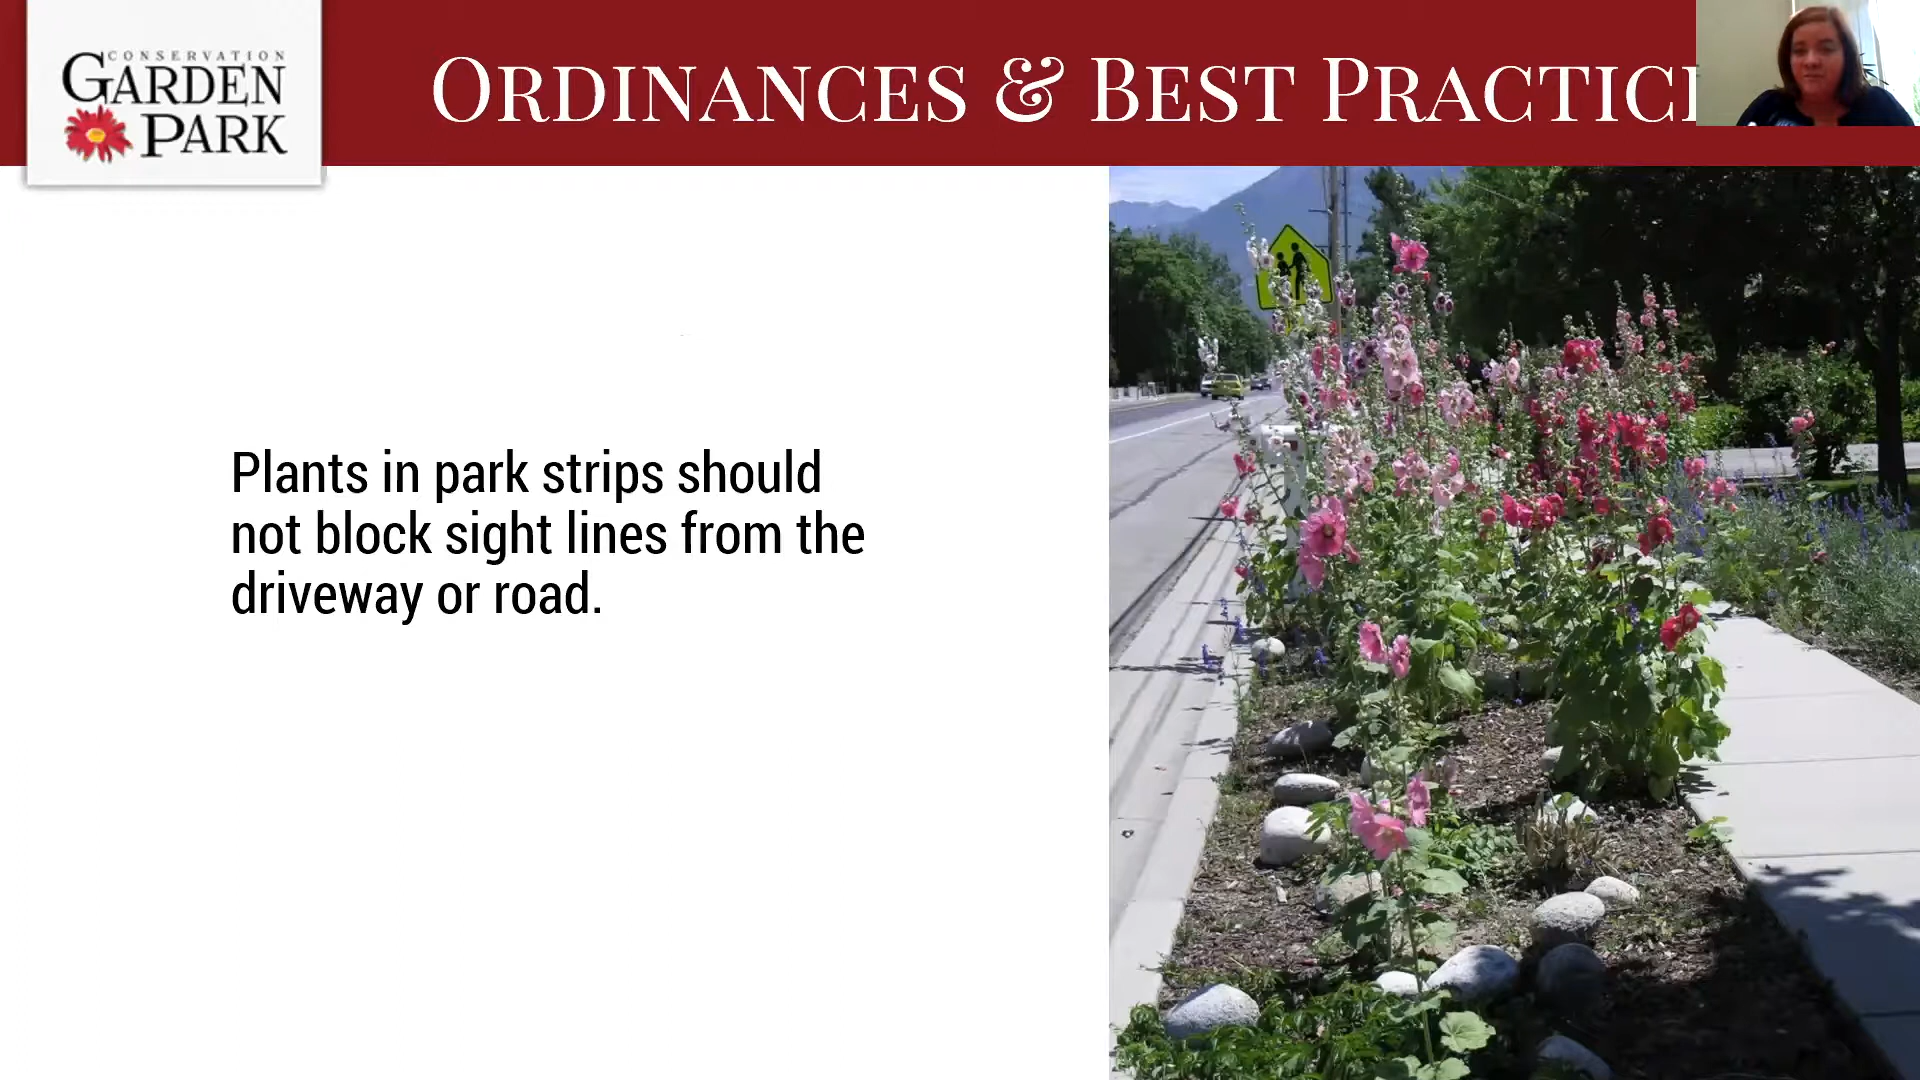 CONSERVATION
GARDEN
PARK
ORDINANCES & BEST
Plants in park strips should
not block sight lines from the
driveway or road.